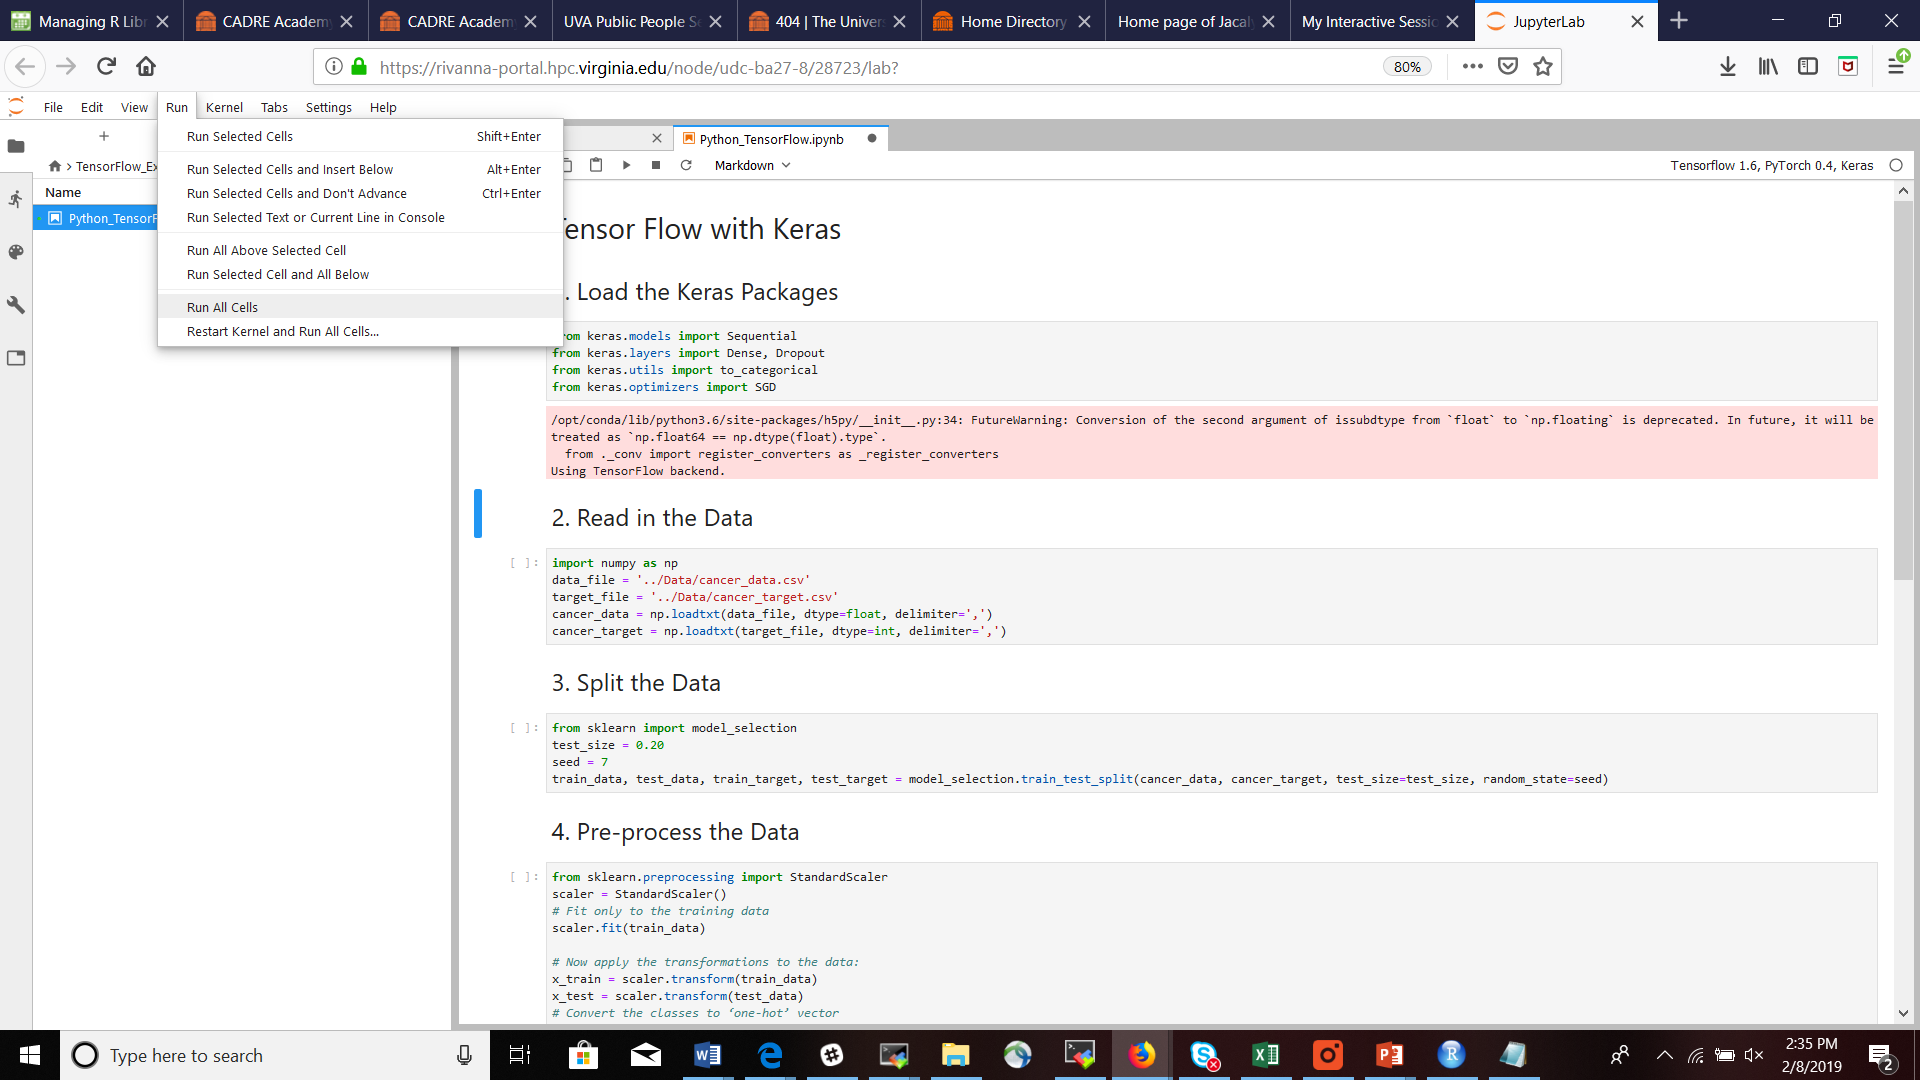 Managing R Libr
CADRE Academy
CADRE Academy
UVA Public People Se
404 | The Univers
Home Directory
Home page of Jacaly
My Interactive Sessio
JupyterLab
https://rivanna-portal.hpc.virginia.edu/node/udc-ba27-8/28723/lab?
80%
File Edit View Run Kernel Tabs Settings Help
Run Selected Cells Shift+Enter
Run Selected Cells and Insert Below Alt+Enter
Run Selected Cells and Don't Advance Ctrl+Enter
Run Selected Text or Current Line in Console
Run All Above Selected Cell
Run Selected Cell and All Below
Run All Cells
Restart Kernel and Run All Cells...
TensorFlow_Ex
Name
Python_TensorF
Python_TensorFlow.ipynb
Markdown
Tensorflow 1.6, PyTorch 0.4, Keras
Tensor Flow with Keras
. Load the Keras Packages
from keras.models import Sequential
from keras.layers import Dense, Dropout
from keras.utils import to_categorical
from keras.optimizers import SGD
/opt/conda/lib/python3.6/site-packages/h5py/__init__.py:34: FutureWarning: Conversion of the second argument of issubdtype from `float` to `np.floating` is deprecated. In future, it will be
treated as `np.float64 == np.dtype(float).type`.
from ._conv import register_converters as _register_converters
Using TensorFlow backend.
2. Read in the Data
[ ]:
import numpy as np
data_file = '../Data/cancer_data.csv'
target_file = '../Data/cancer_target.csv'
cancer_data = np.loadtxt(data_file, dtype=float, delimiter=',')
cancer_target = np.loadtxt(target_file, dtype=int, delimiter=',')
3. Split the Data
[ ]:
from sklearn import model_selection
test_size = 0.20
seed = 7
train_data, test_data, train_target, test_target = model_selection.train_test_split(cancer_data, cancer_target, test_size=test_size, random_state=seed)
4. Pre-process the Data
[ ]:
from sklearn.preprocessing import StandardScaler
scaler = StandardScaler()
# Fit only to the training data
scaler.fit(train_data)
# Now apply the transformations to the data:
x_train = scaler.transform(train_data)
x_test = scaler.transform(test_data)
# Convert the classes to ‘one-hot’ vector
Type here to search
2:35 PM
2/8/2019
2